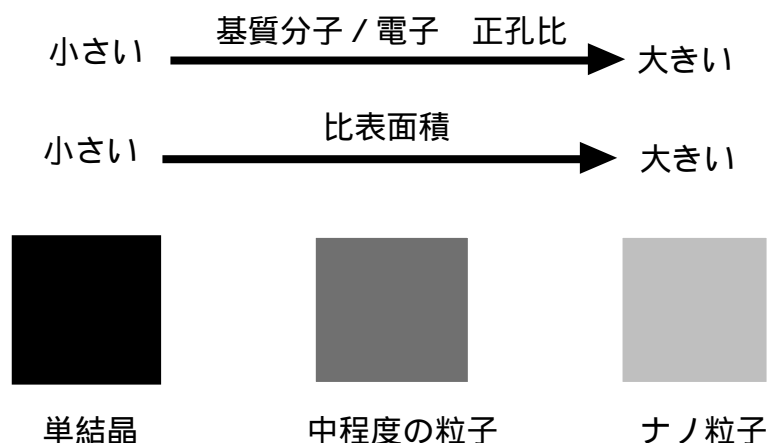 基質分子 / 電子　正孔比
小さい 大きい
比表面積
小さい 大きい
単結晶 中程度の粒子 ナノ粒子